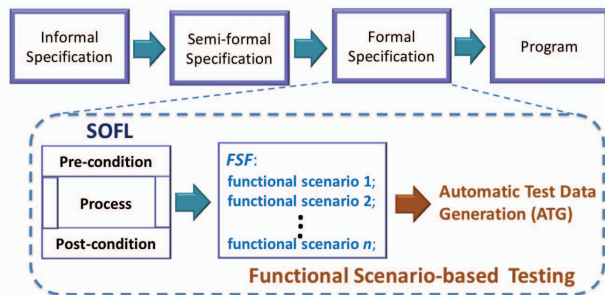 Informal
Specification
Semi-formal
Specification
Formal
Specification
Program
SOFL
Pre-condition
Process
Post-condition
FSF:
functional scenario 1;
functional scenario 2;
functional scenario n;
Automatic Test Data
Generation (ATG)
Functional Scenario-based Testing